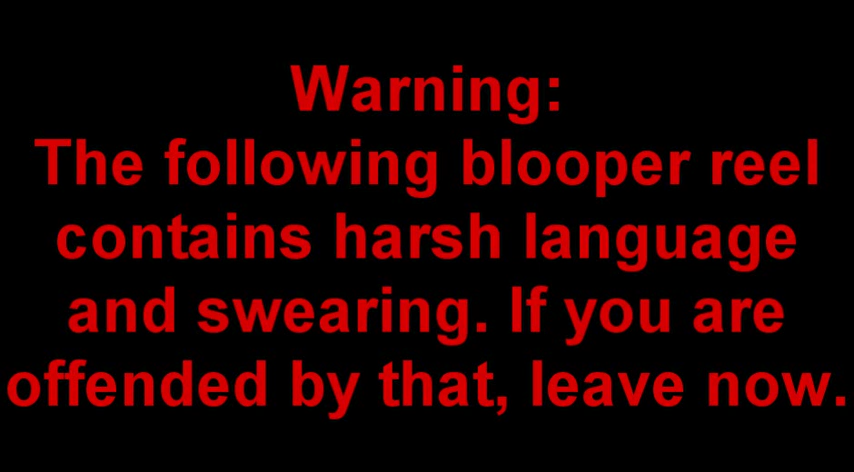 Warning:
The following blooper reel
contains harsh language
and swearing. If you are
offended by that, leave now.